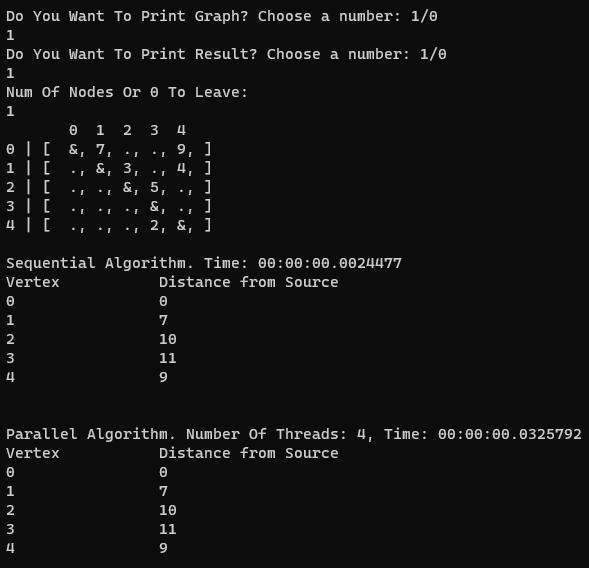 Do You Want To Print Graph? Choose a number: 1/0
1
Do You Want To Print Result? Choose a number: 1/0
1
Num Of Nodes Or 0 To Leave:
1
       0  1  2  3  4
0 | [  &, 7, ., ., 9, ]
1 | [  ., &, 3, ., 4, ]
2 | [  ., ., &, 5, ., ]
3 | [  ., ., ., &, ., ]
4 | [  ., ., ., 2, &, ]

Sequential Algorithm. Time: 00:00:00.0024477
Vertex           Distance from Source
0                0
1                7
2                10
3                11
4                9


Parallel Algorithm. Number Of Threads: 4, Time: 00:00:00.0325792
Vertex           Distance from Source
0                0
1                7
2                10
3                11
4                9